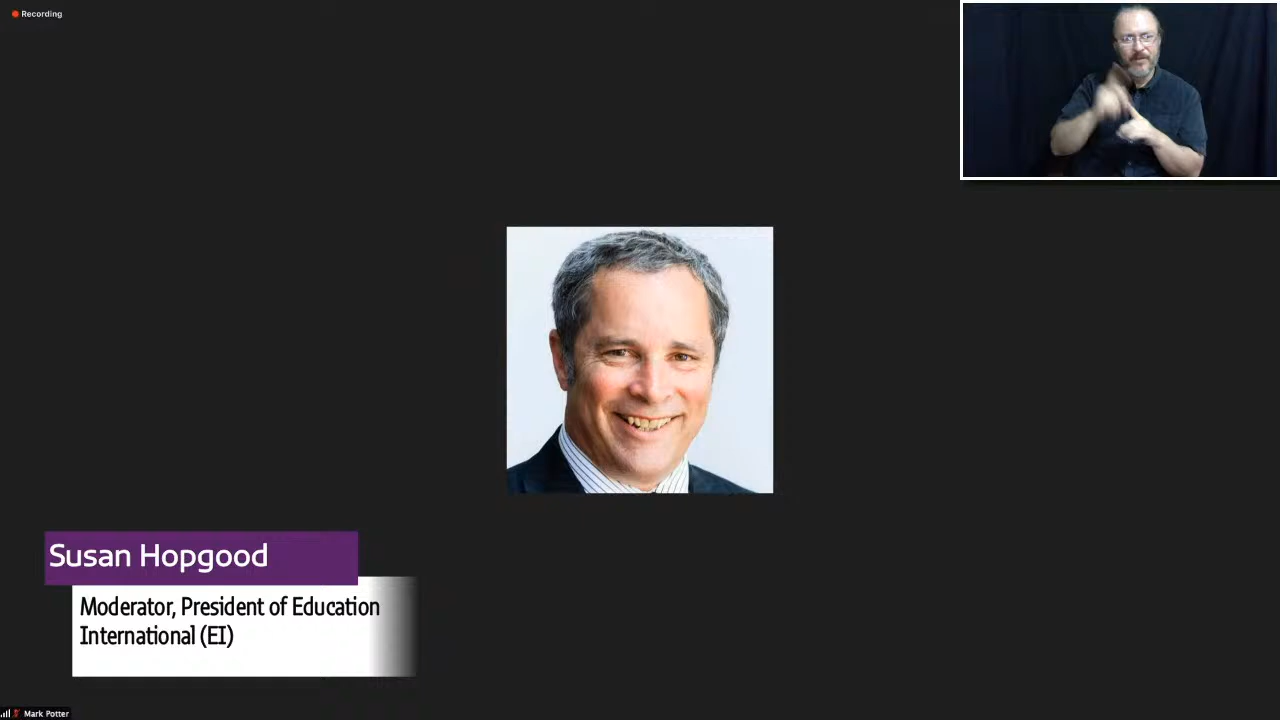 Recording
Susan Hopgood
Moderator, President of Education
International (EI)
Mark Potter